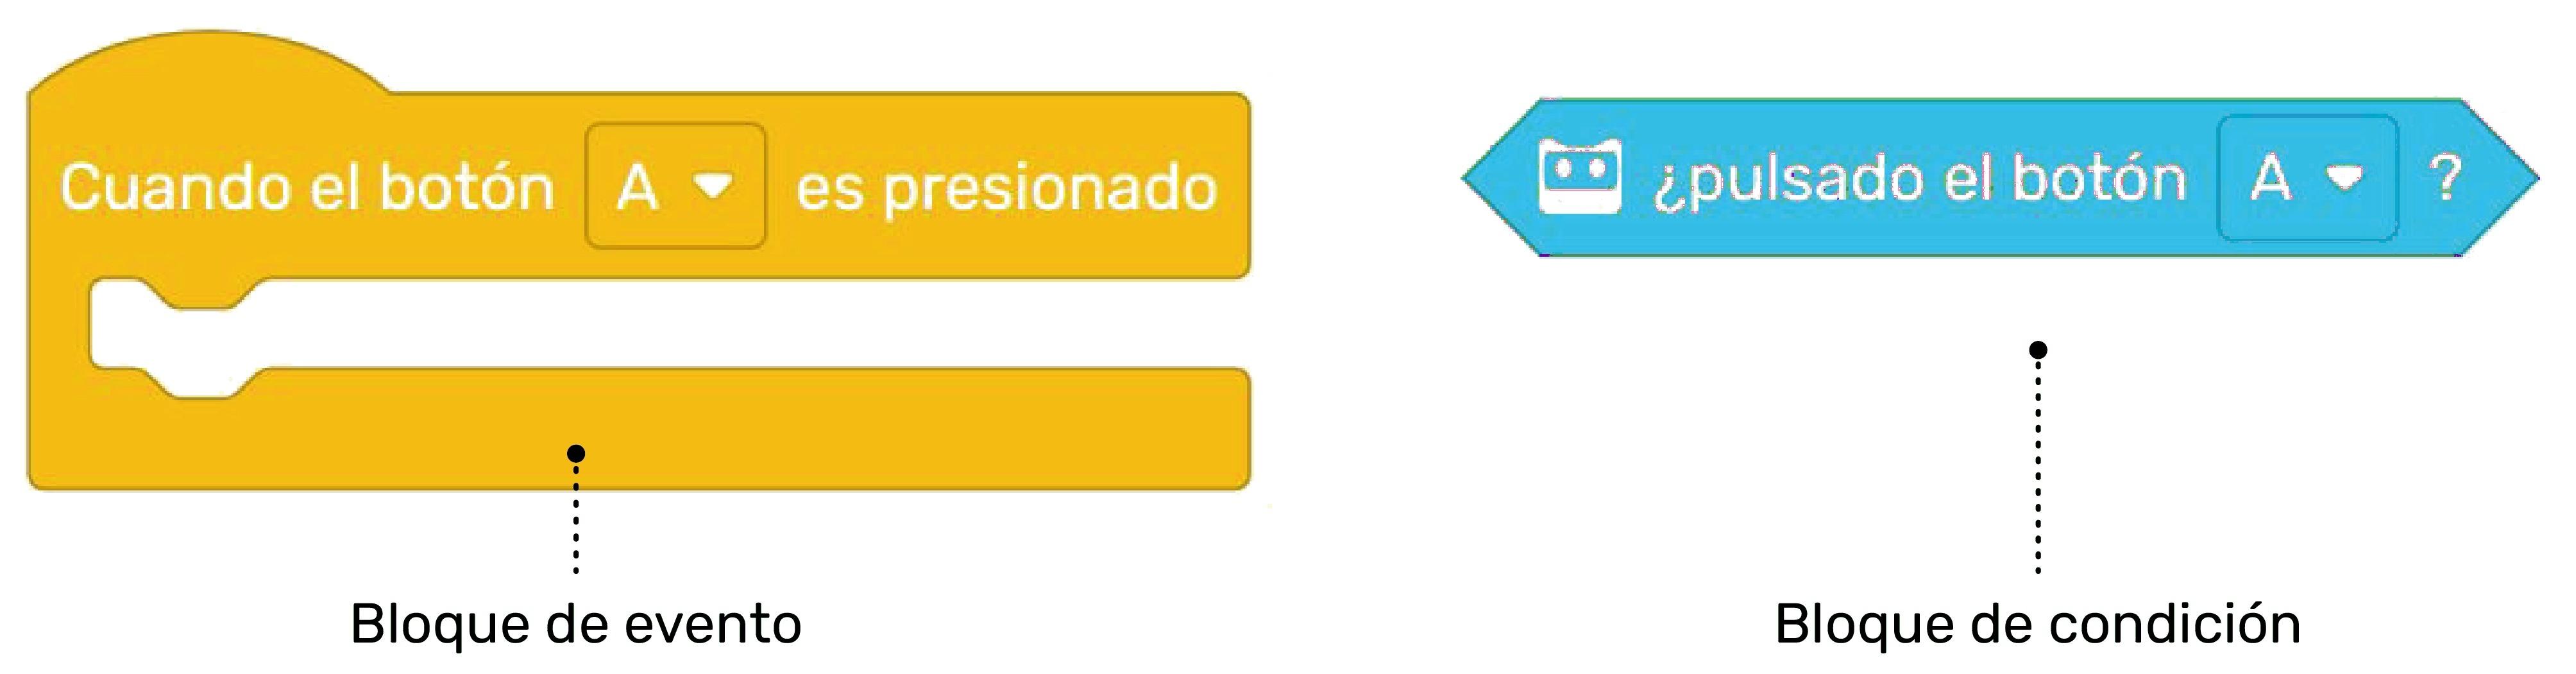 Cuando el botón A es presionado
¿pulsado el botón A ?
Bloque de evento
Bloque de condición